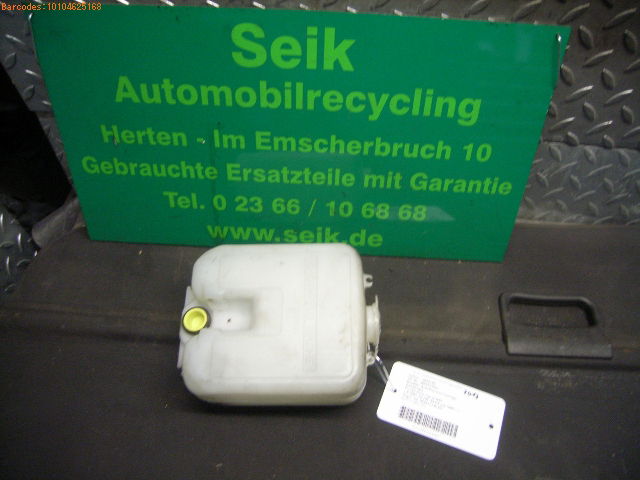 Barcodes: 10104625168
Seik
Automobilrecycling
Herten - Im Emscherbruch 10
Gebrauchte Ersatzteile mit Garantie
Tel. 0 23 66 / 10 68 68
www.seik.de